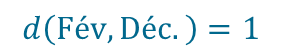 d(Fév, Déc. ) = 1